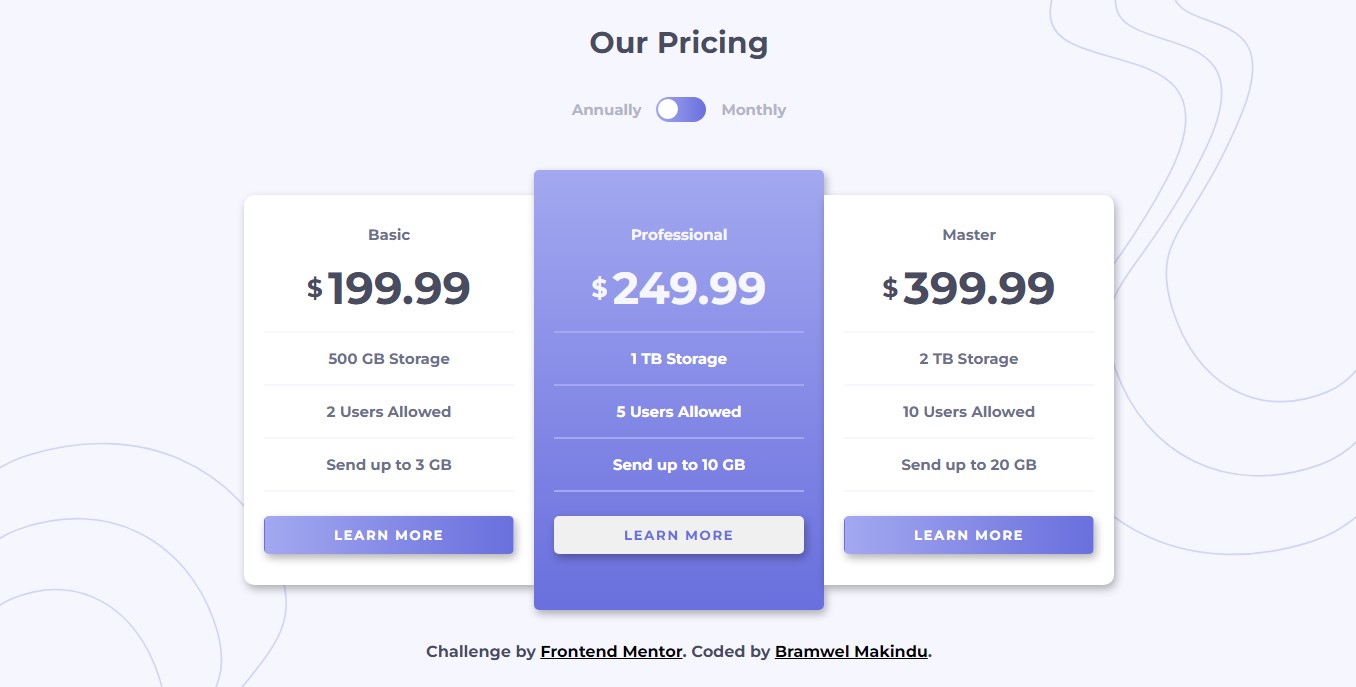 Our Pricing
Annually Monthly
Basic
$199.99
500 GB Storage
2 Users Allowed
Send up to 3 GB
LEARN MORE
Professional
$249.99
1 TB Storage
5 Users Allowed
Send up to 10 GB
LEARN MORE
Master
$399.99
2 TB Storage
10 Users Allowed
Send up to 20 GB
LEARN MORE
Challenge by Frontend Mentor. Coded by Bramwel Makindu.